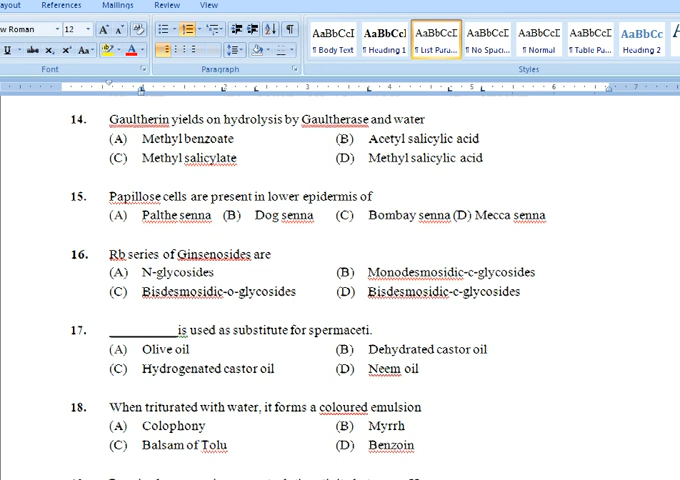 ayout References Mailings Review View
w Roman 12
AaBbCcI AaBbCcl AaBbCcI AaBbCcI AaBbCcI AaBbCcI AaBbCc
¶ Body Text ¶ Heading 1 ¶ List Para... ¶ No Spaci... ¶ Normal ¶ Table Pa... Heading 2
Font Paragraph Styles
14. Gaultherin yields on hydrolysis by Gaultherase and water
(A) Methyl benzoate (B) Acetyl salicylic acid
(C) Methyl salicylate (D) Methyl salicylic acid
15. Papillose cells are present in lower epidermis of
(A) Palthe senna (B) Dog senna (C) Bombay senna (D) Mecca senna
16. Rb series of Ginsenosides are
(A) N-glycosides (B) Monodesmosidic-c-glycosides
(C) Bisdesmosidic-o-glycosides (D) Bisdesmosidic-c-glycosides
17. __________is used as substitute for spermaceti.
(A) Olive oil (B) Dehydrated castor oil
(C) Hydrogenated castor oil (D) Neem oil
18. When triturated with water, it forms a coloured emulsion
(A) Colophony (B) Myrrh
(C) Balsam of Tolu (D) Benzoin